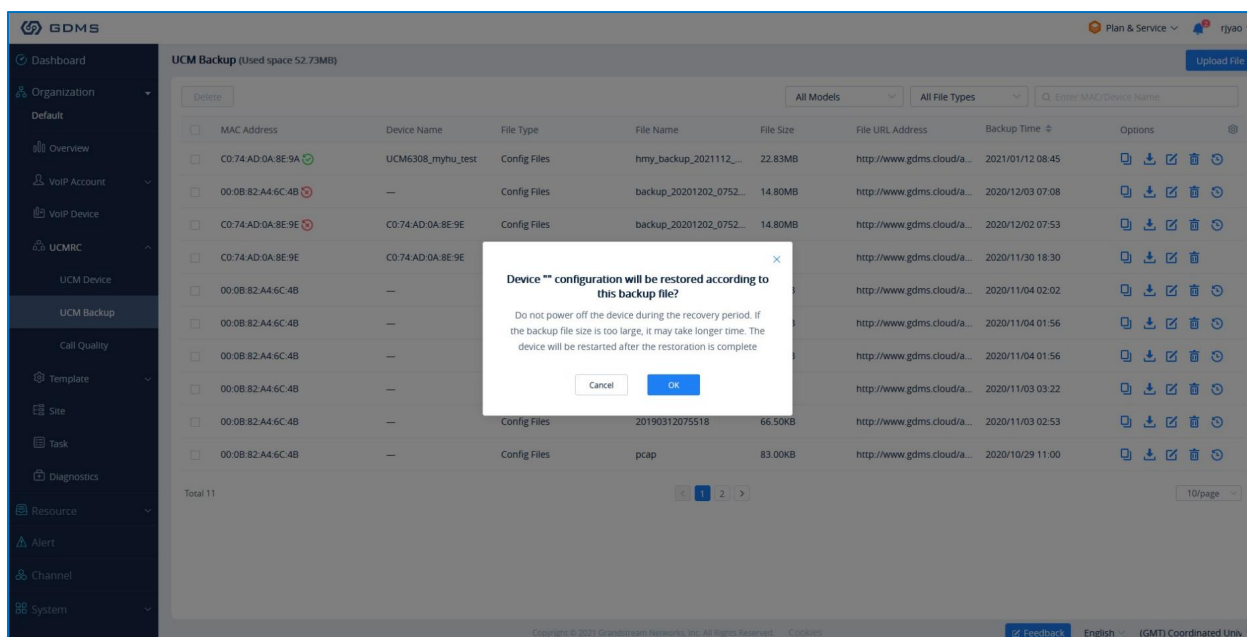 GDMS
Plan & Service
2
rjyao
Dashboard
UCM Backup (Used space 52.73MB)
Upload File
Organization
Default
Delete
All Models
All File Types
Enter MAC/Device Name
MAC Address Device Name File Type File Name File Size File URL Address Backup Time Options
Overview
C0:74:AD:0A:8E:9A UCM6308_myhu_test Config Files hmy_backup_2021112_... 22.83MB http://www.gdms.cloud/a... 2021/01/12 08:45
VoIP Account
00:0B:82:A4:6C:4B — Config Files backup_20201202_0752... 14.80MB http://www.gdms.cloud/a... 2020/12/03 07:08
VoIP Device
C0:74:AD:0A:8E:9E C0:74:AD:0A:8E:9E Config Files backup_20201202_0752... 14.80MB http://www.gdms.cloud/a... 2020/12/02 07:53
UCMRC
C0:74:AD:0A:8E:9E C0:74:AD:0A:8E:9E http://www.gdms.cloud/a... 2020/11/30 18:30
UCM Device
00:0B:82:A4:6C:4B — http://www.gdms.cloud/a... 2020/11/04 02:02
UCM Backup
00:0B:82:A4:6C:4B — http://www.gdms.cloud/a... 2020/11/04 01:56
Call Quality
00:0B:82:A4:6C:4B — http://www.gdms.cloud/a... 2020/11/04 01:56
Template
00:0B:82:A4:6C:4B — http://www.gdms.cloud/a... 2020/11/03 03:22
Site
00:0B:82:A4:6C:4B — Config Files 20190312075518 66.50KB http://www.gdms.cloud/a... 2020/11/03 02:53
Task
00:0B:82:A4:6C:4B — Config Files pcap 83.00KB http://www.gdms.cloud/a... 2020/10/29 11:00
Diagnostics
Device "" configuration will be restored according to
this backup file?
Do not power off the device during the recovery period. If
the backup file size is too large, it may take longer time. The
device will be restarted after the restoration is complete
Cancel
OK
Total 11
1 2
10/page
Resource
Alert
Channel
System
Copyright © 2021 Grandstream Networks, Inc. All Rights Reserved. COOKIES
Feedback
English
(GMT) Coordinated Univ